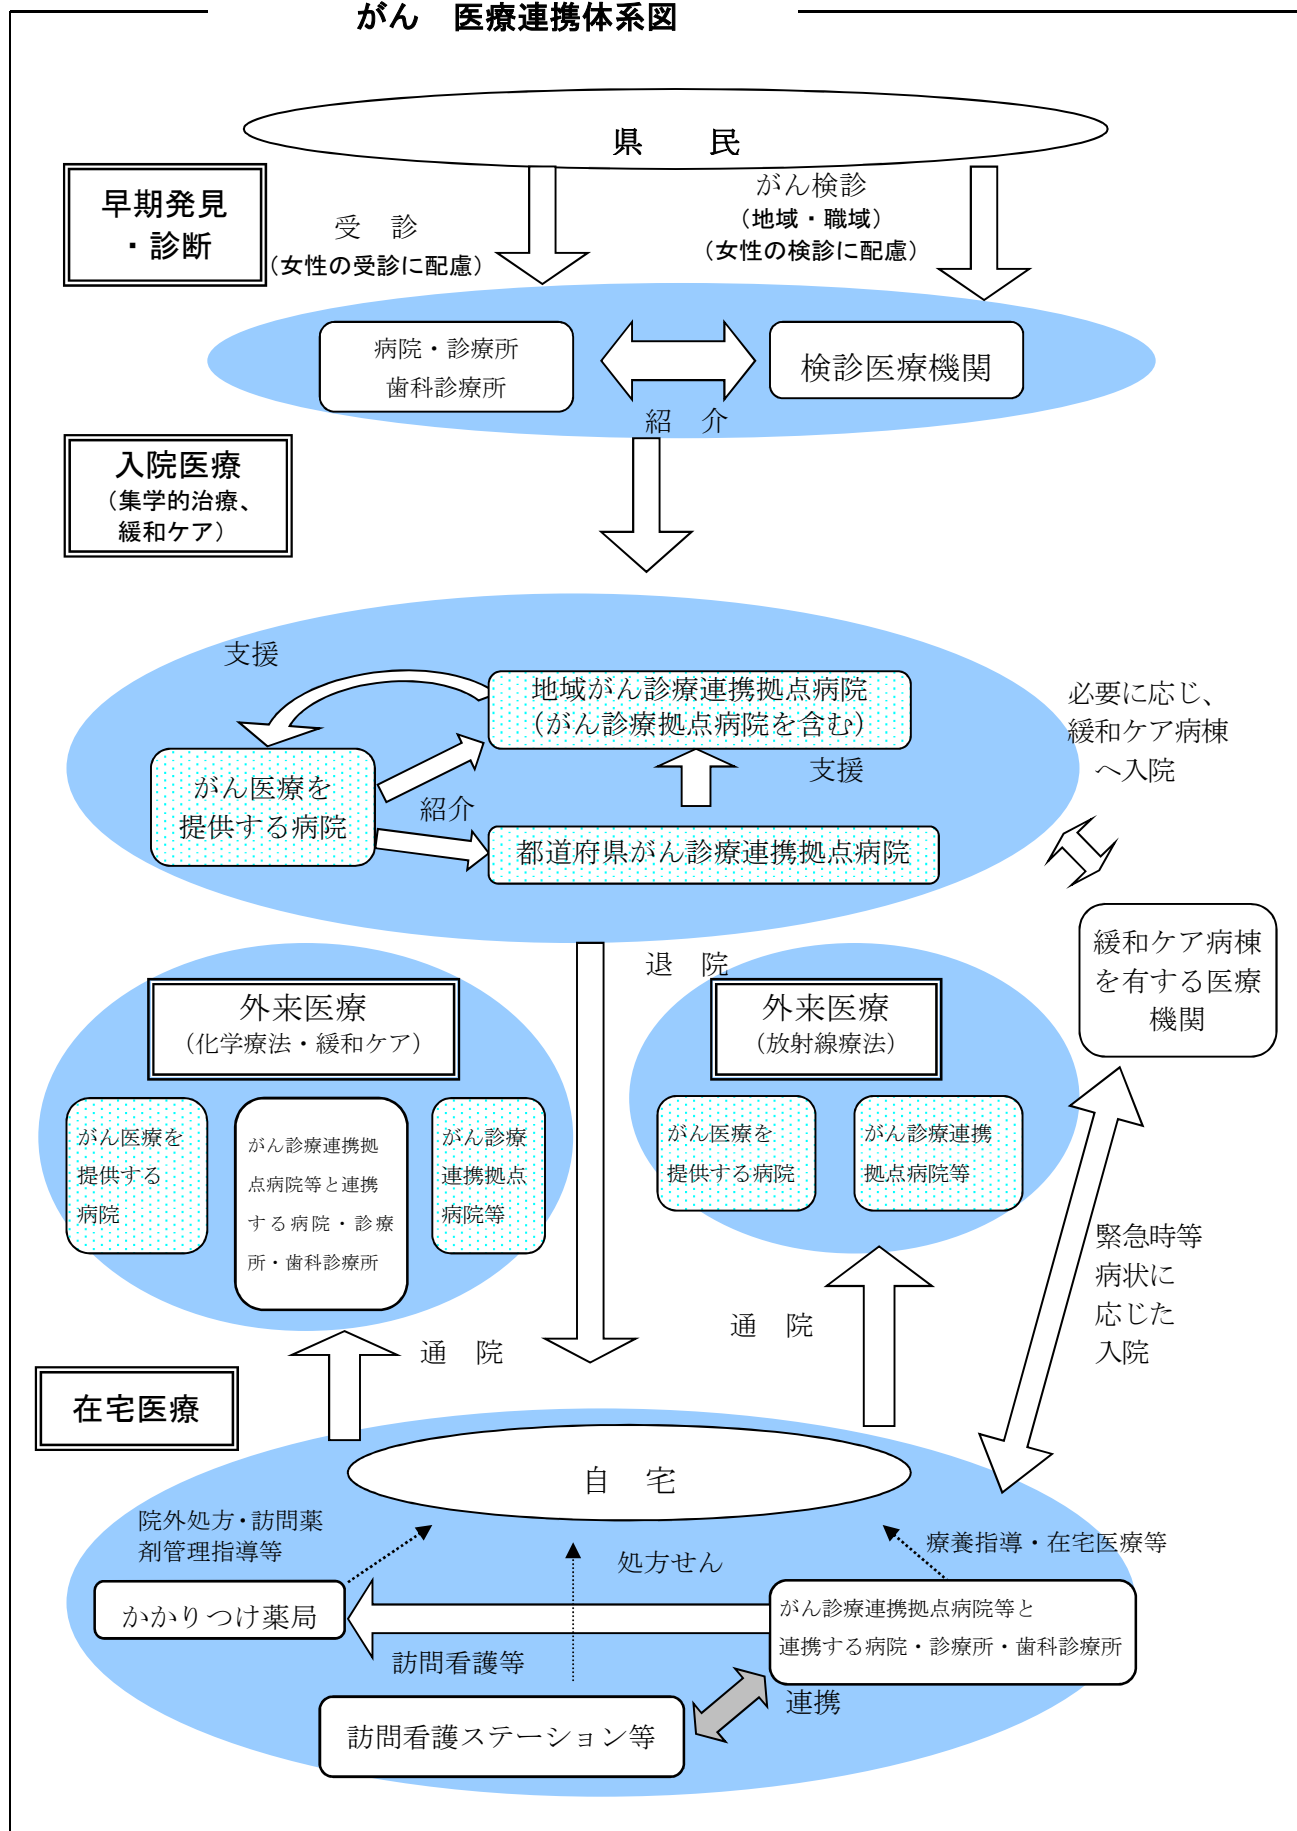 がん　医療連携体系図
県　　民
早期発見
・診断
受　診
（女性の受診に配慮）
がん検診
（地域・職域）
（女性の検診に配慮）
病院・診療所
歯科診療所
検診医療機関
紹　介
入院医療
（集学的治療、
緩和ケア）
支援
地域がん診療連携拠点病院
（がん診療拠点病院を含む）
必要に応じ、
緩和ケア病棟
へ入院
支援
がん医療を
提供する病院
紹介
都道府県がん診療連携拠点病院
緩和ケア病棟
を有する医療
機関
退　院
外来医療
（化学療法・緩和ケア）
外来医療
（放射線療法）
がん医療を
提供する
病院
がん診療連携拠
点病院等と連携
する病院・診療
所・歯科診療所
がん診療
連携拠点
病院等
がん医療を
提供する病院
がん診療連携
拠点病院等
緊急時等
病状に
応じた
入院
通　院
通　院
在宅医療
自　宅
院外処方・訪問薬
剤管理指導等
処方せん
療養指導・在宅医療等
かかりつけ薬局
がん診療連携拠点病院等と
連携する病院・診療所・歯科診療所
訪問看護等
連携
訪問看護ステーション等